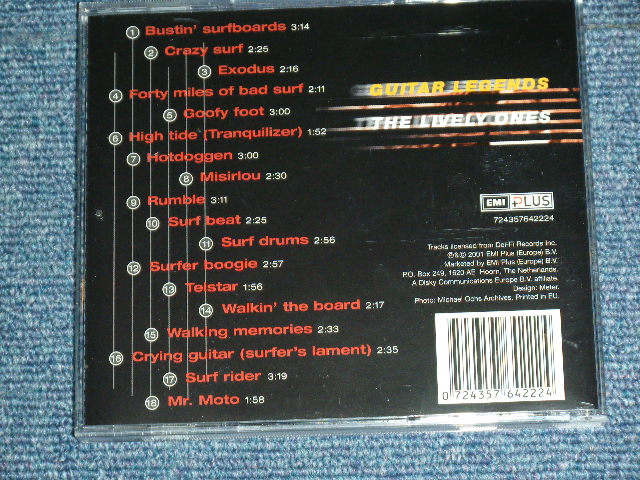 1 Bustin' surfboards 3:14
2 Crazy surf 2:25
3 Exodus 2:16
4 Forty miles of bad surf 2:11
5 Goofy foot 3:00
6 High tide (Tranquilizer) 1:52
7 Hotdoggen 3:00
8 Misirlou 2:30
9 Rumble 3:11
10 Surf beat 2:25
11 Surf drums 2:56
12 Surfer boogie 2:57
13 Telstar 1:56
14 Walkin' the board 2:17
15 Walking memories 2:33
16 Crying guitar (surfer's lament) 2:35
17 Surf rider 3:19
18 Mr. Moto 1:58
GUITAR LEGENDS
THE LIVELY ONES
EMI PLUS
724357642224
Tracks licensed from Del-Fi Records Inc.
℗&© 2001 EMI Plus (Europe) B.V.
Marketed by EMI Plus (Europe) B.V.
P.O. Box 249, 1620 AE Hoorn, The Netherlands.
A Disky Communications Europe B.V. affiliate.
Design: Meter.
Photo: Michael Ochs Archives. Printed in EU.
0 724357 642224